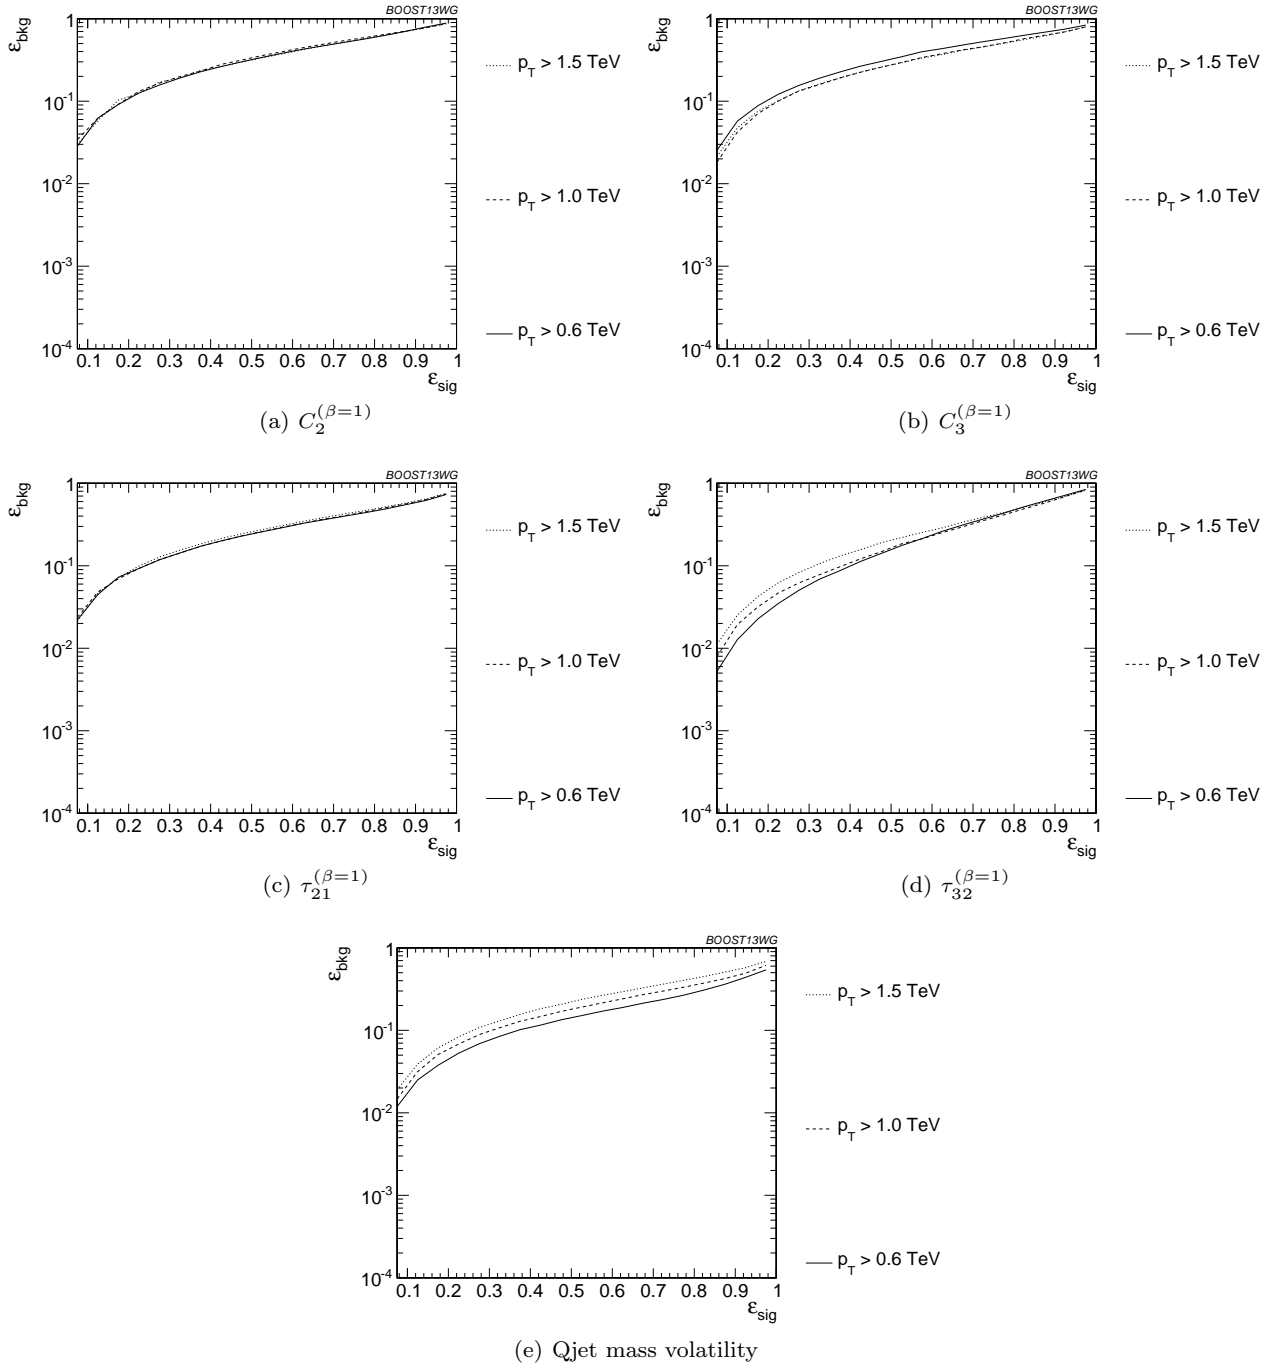 BOOST13WG
ε_bkg
1
10^-1
10^-2
10^-3
10^-4
0.1 0.2 0.3 0.4 0.5 0.6 0.7 0.8 0.9 1
ε_sig
p_T > 1.5 TeV
p_T > 1.0 TeV
p_T > 0.6 TeV
(a) C_2^(β=1)
BOOST13WG
ε_bkg
1
10^-1
10^-2
10^-3
10^-4
0.1 0.2 0.3 0.4 0.5 0.6 0.7 0.8 0.9 1
ε_sig
p_T > 1.5 TeV
p_T > 1.0 TeV
p_T > 0.6 TeV
(b) C_3^(β=1)
BOOST13WG
ε_bkg
1
10^-1
10^-2
10^-3
10^-4
0.1 0.2 0.3 0.4 0.5 0.6 0.7 0.8 0.9 1
ε_sig
p_T > 1.5 TeV
p_T > 1.0 TeV
p_T > 0.6 TeV
(c) τ_21^(β=1)
BOOST13WG
ε_bkg
1
10^-1
10^-2
10^-3
10^-4
0.1 0.2 0.3 0.4 0.5 0.6 0.7 0.8 0.9 1
ε_sig
p_T > 1.5 TeV
p_T > 1.0 TeV
p_T > 0.6 TeV
(d) τ_32^(β=1)
BOOST13WG
ε_bkg
1
10^-1
10^-2
10^-3
10^-4
0.1 0.2 0.3 0.4 0.5 0.6 0.7 0.8 0.9 1
ε_sig
p_T > 1.5 TeV
p_T > 1.0 TeV
p_T > 0.6 TeV
(e) Qjet mass volatility